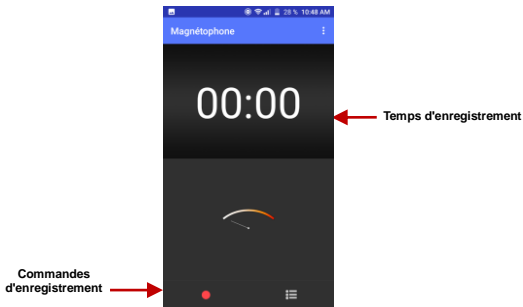 28 % 10:48 AM
Magnétophone
00:00
Temps d'enregistrement
Commandes
d'enregistrement